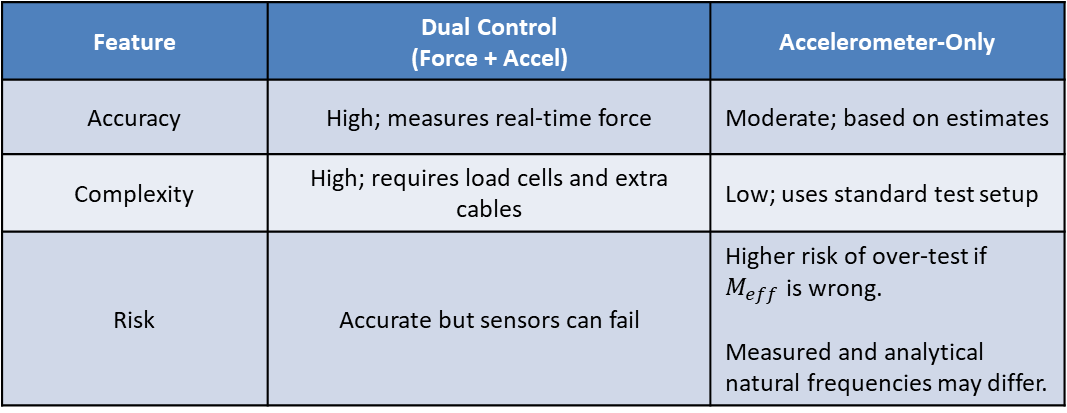 Feature
Dual Control
(Force + Accel)
Accelerometer-Only
Accuracy
High; measures real-time force
Moderate; based on estimates
Complexity
High; requires load cells and extra
cables
Low; uses standard test setup
Risk
Accurate but sensors can fail
Higher risk of over-test if
M_eff is wrong.
Measured and analytical
natural frequencies may differ.